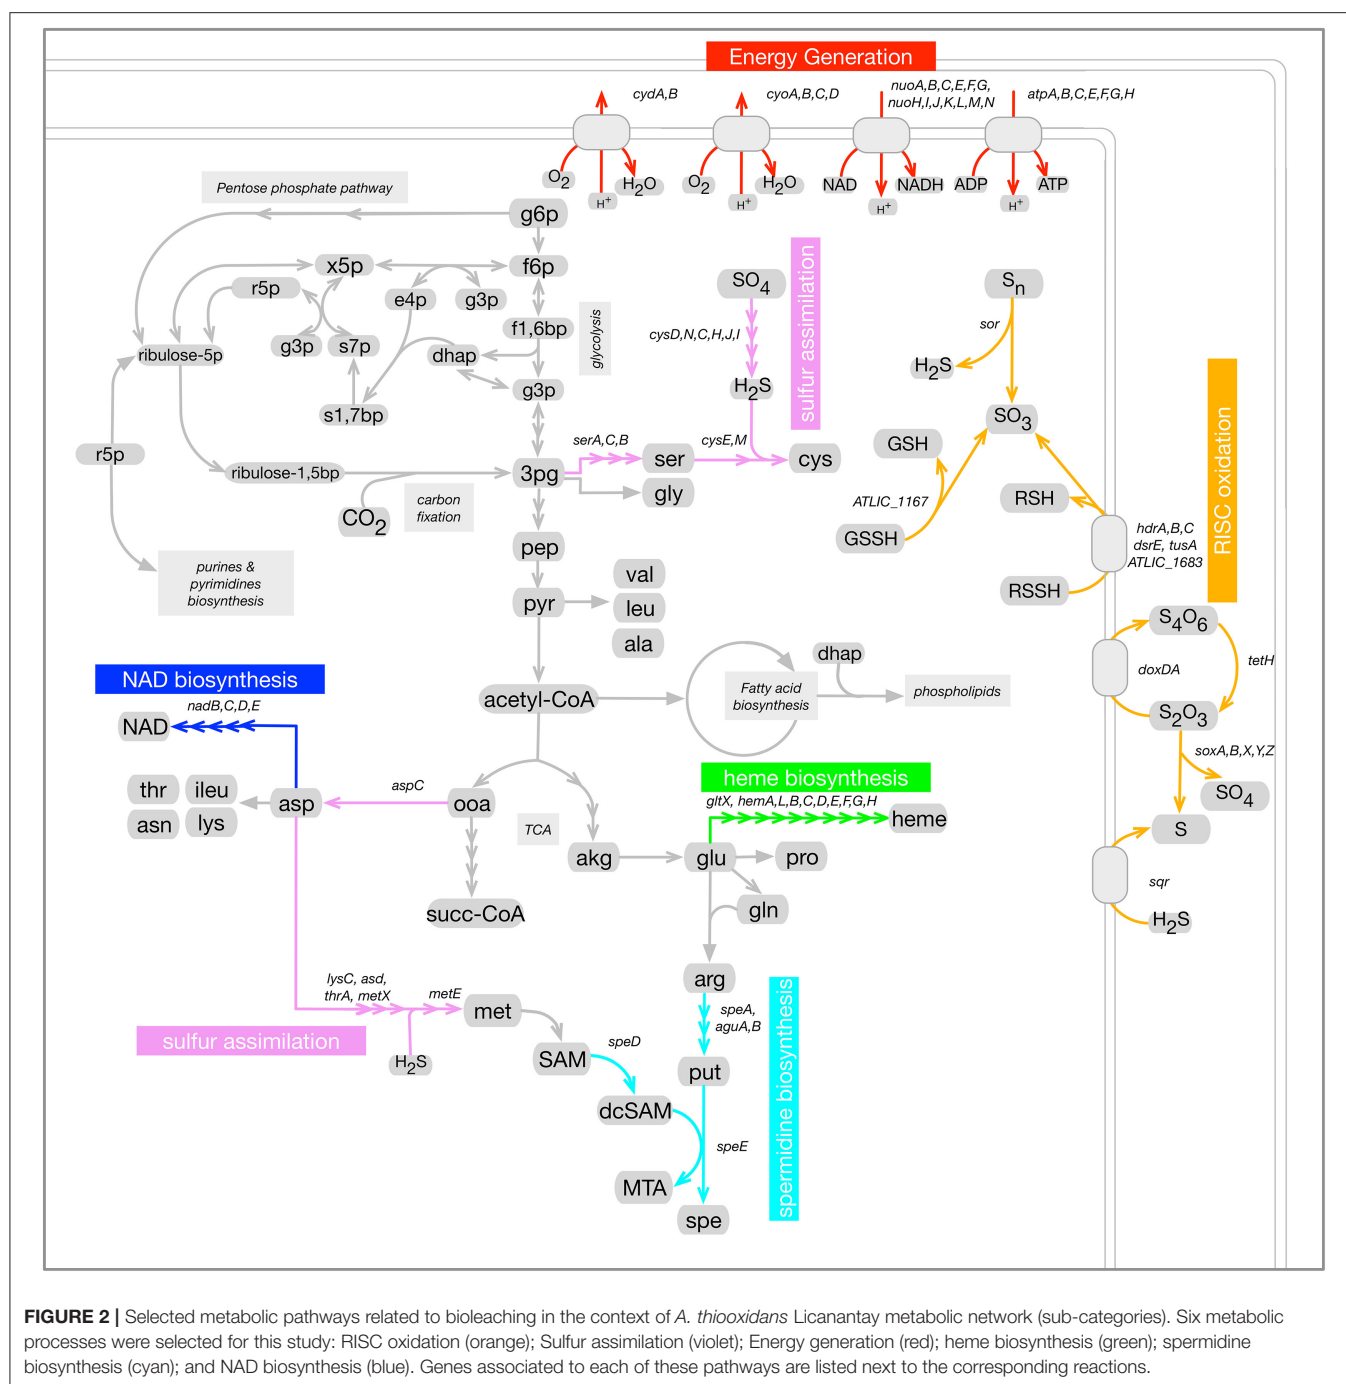 Energy Generation
cydA,B
cyoA,B,C,D
nuoA,B,C,E,F,G,
nuoH,I,J,K,L,M,N
atpA,B,C,E,F,G,H
O2
H+
H2O
O2
H+
H2O
NAD
H+
NADH
ADP
H+
ATP
Pentose phosphate pathway
g6p
x5p
f6p
r5p
e4p
g3p
f1,6bp
glycolysis
ribulose-5p
g3p
s7p
dhap
g3p
s1,7bp
r5p
ribulose-1,5bp
CO2
carbon
fixation
3pg
serA,C,B
ser
gly
cysE,M
cys
SO4
cysD,N,C,H,J,I
H2S
sulfur assimilation
Sn
sor
H2S
SO3
GSH
ATLIC_1167
GSSH
RSH
RSSH
hdrA,B,C
dsrE, tusA
ATLIC_1683
RISC oxidation
purines &
pyrimidines
biosynthesis
pep
pyr
val
leu
ala
S4O6
doxDA
tetH
S2O3
soxA,B,X,Y,Z
SO4
S
sqr
H2S
NAD biosynthesis
nadB,C,D,E
NAD
acetyl-CoA
Fatty acid
biosynthesis
dhap
phospholipids
heme biosynthesis
gltX, hemA,L,B,C,D,E,F,G,H
heme
thr
ileu
asn
lys
asp
aspC
ooa
TCA
akg
glu
pro
gln
succ-CoA
arg
lysC, asd,
thrA, metX
metE
met
sulfur assimilation
H2S
speA,
aguA,B
speD
SAM
put
dcSAM
speE
MTA
spe
spermidine biosynthesis
FIGURE 2 | Selected metabolic pathways related to bioleaching in the context of A. thiooxidans Licanantay metabolic network (sub-categories). Six metabolic
processes were selected for this study: RISC oxidation (orange); Sulfur assimilation (violet); Energy generation (red); heme biosynthesis (green); spermidine
biosynthesis (cyan); and NAD biosynthesis (blue). Genes associated to each of these pathways are listed next to the corresponding reactions.